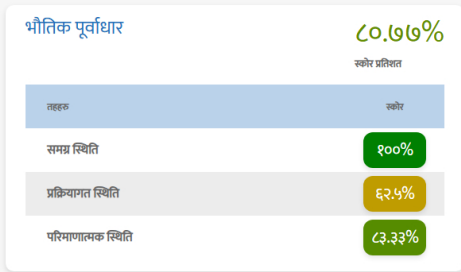 भौतिक पूर्वाधार
८०.७७%
स्कोर प्रतिशत
तहहरु स्कोर
समग्र स्थिति १००%
प्रक्रियागत स्थिति ६२.५%
परिमाणात्मक स्थिति ८३.३३%